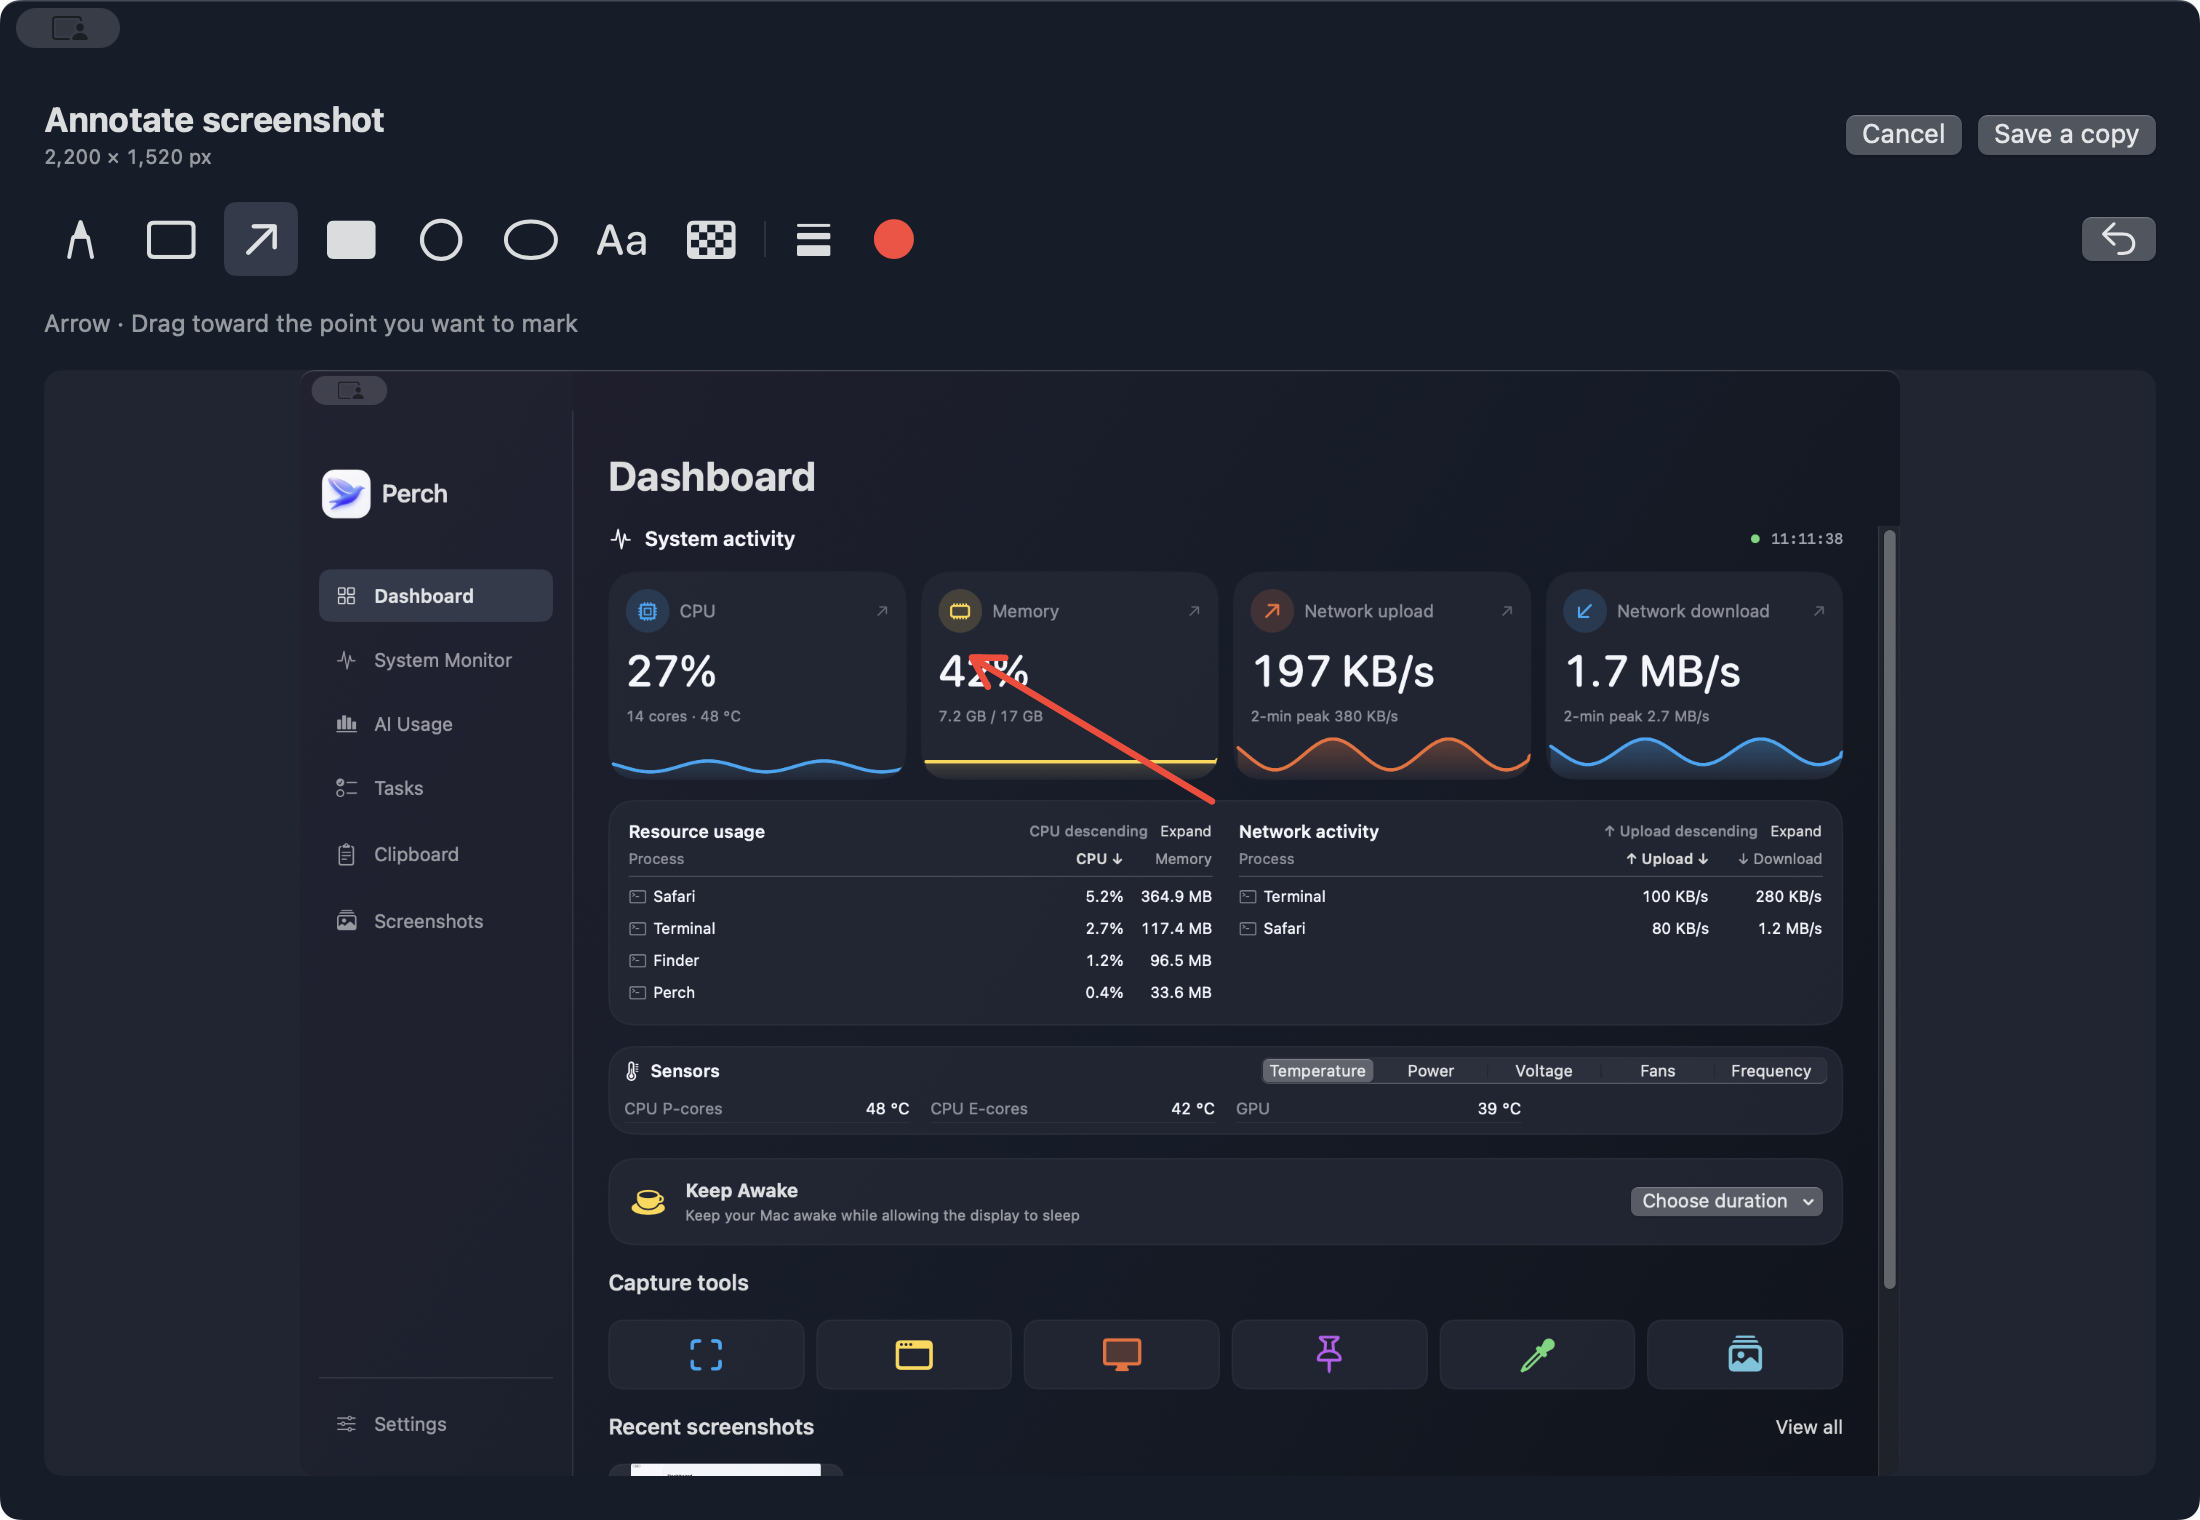 Annotate screenshot
2,200 × 1,520 px
Cancel
Save a copy
Aa
Arrow · Drag toward the point you want to mark
Perch
Dashboard
System Monitor
AI Usage
Tasks
Clipboard
Screenshots
Settings
Dashboard
System activity
11:11:38
CPU
27%
14 cores · 48 °C
Memory
42%
7.2 GB / 17 GB
Network upload
197 KB/s
2-min peak 380 KB/s
Network download
1.7 MB/s
2-min peak 2.7 MB/s
Resource usage CPU descending Expand
Process CPU ↓ Memory
Safari 5.2% 364.9 MB
Terminal 2.7% 117.4 MB
Finder 1.2% 96.5 MB
Perch 0.4% 33.6 MB
Network activity ↑ Upload descending Expand
Process ↑ Upload ↓ ↓ Download
Terminal 100 KB/s 280 KB/s
Safari 80 KB/s 1.2 MB/s
Sensors
Temperature Power Voltage Fans Frequency
CPU P-cores 48 °C CPU E-cores 42 °C GPU 39 °C
Keep Awake
Keep your Mac awake while allowing the display to sleep
Choose duration
Capture tools
Recent screenshots
View all